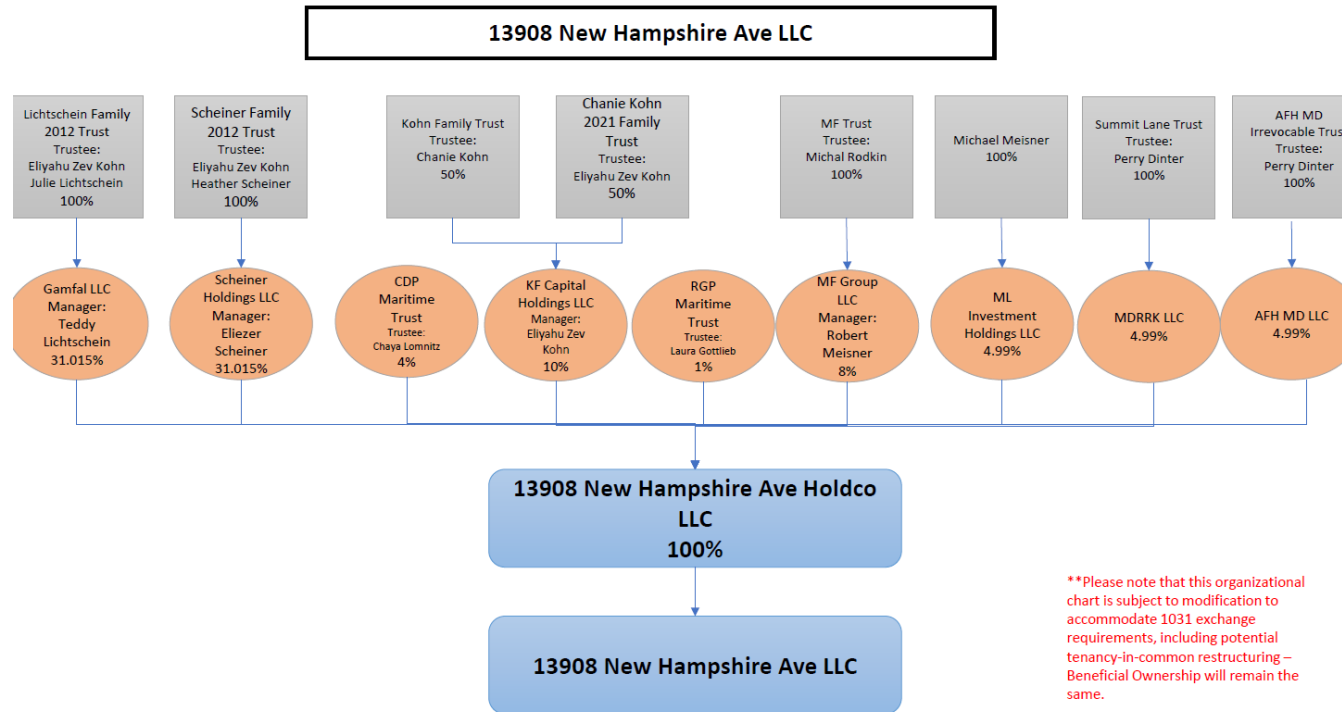 13908 New Hampshire Ave LLC
Lichtschein Family
2012 Trust
Trustee:
Eliyahu Zev Kohn
Julie Lichtschein
100%
Scheiner Family
2012 Trust
Trustee:
Eliyahu Zev Kohn
Heather Scheiner
100%
Kohn Family Trust
Trustee:
Chanie Kohn
50%
Chanie Kohn
2021 Family
Trust
Trustee:
Eliyahu Zev Kohn
50%
MF Trust
Trustee:
Michal Rodkin
100%
Michael Meisner
100%
Summit Lane Trust
Trustee:
Perry Dinter
100%
AFH MD
Irrevocable Trust
Trustee:
Perry Dinter
100%
Gamfal LLC
Manager:
Teddy
Lichtschein
31.015%
Scheiner
Holdings LLC
Manager:
Eliezer
Scheiner
31.015%
CDP
Maritime
Trust
Trustee:
Chaya Lomnitz
4%
KF Capital
Holdings LLC
Manager:
Eliyahu Zev
Kohn
10%
RGP
Maritime
Trust
Trustee:
Laura Gottlieb
1%
MF Group
LLC
Manager:
Robert
Meisner
8%
ML
Investment
Holdings LLC
4.99%
MDRRK LLC
4.99%
AFH MD LLC
4.99%
13908 New Hampshire Ave Holdco
LLC
100%
13908 New Hampshire Ave LLC
**Please note that this organizational
chart is subject to modification to
accommodate 1031 exchange
requirements, including potential
tenancy-in-common restructuring –
Beneficial Ownership will remain the
same.